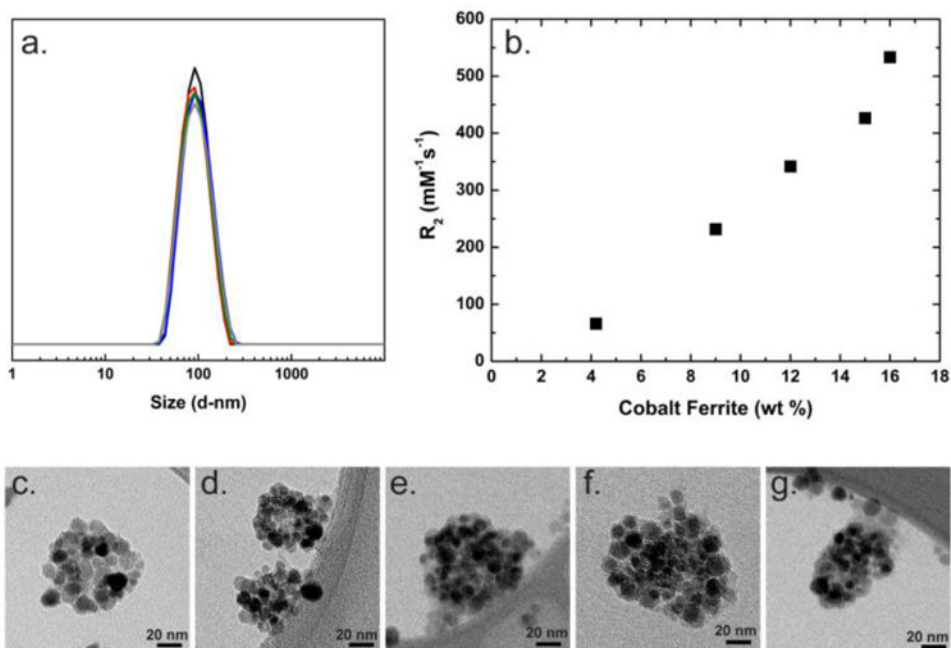 a.
1 10 100 1000
Size (d-nm)
b.
600
500
400
300
200
100
0
R₂ (mM⁻¹s⁻¹)
0 2 4 6 8 10 12 14 16 18
Cobalt Ferrite (wt %)
c.
20 nm
d.
20 nm
e.
20 nm
f.
20 nm
g.
20 nm